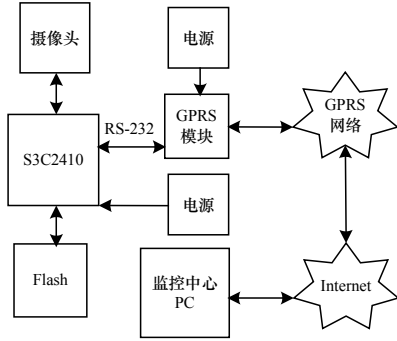 摄像头
电源
GPRS
模块
GPRS
网络
RS-232
S3C2410
电源
Flash
监控中心
PC
Internet